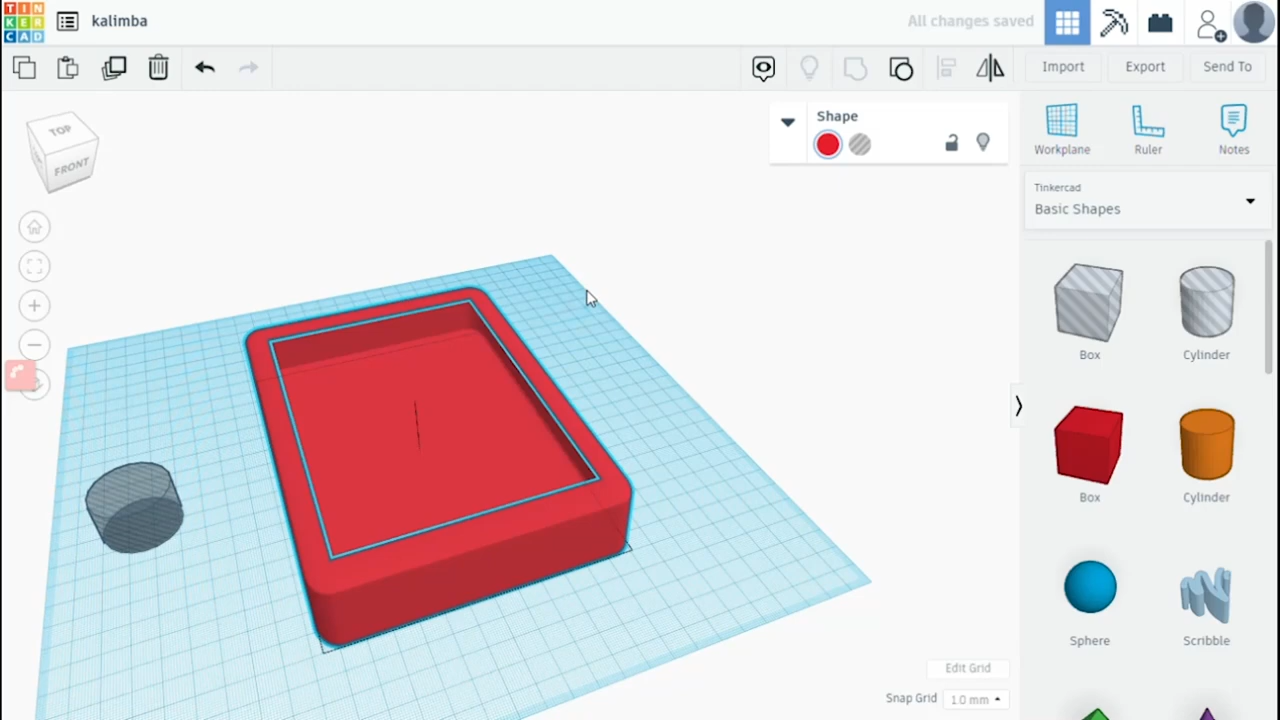 TIN
KER
CAD
kalimba
All changes saved
Import
Export
Send To
TOP
FRONT
Shape
Workplane
Ruler
Notes
Tinkercad
Basic Shapes
Box
Cylinder
Box
Cylinder
Sphere
Scribble
Edit Grid
Snap Grid
1.0 mm